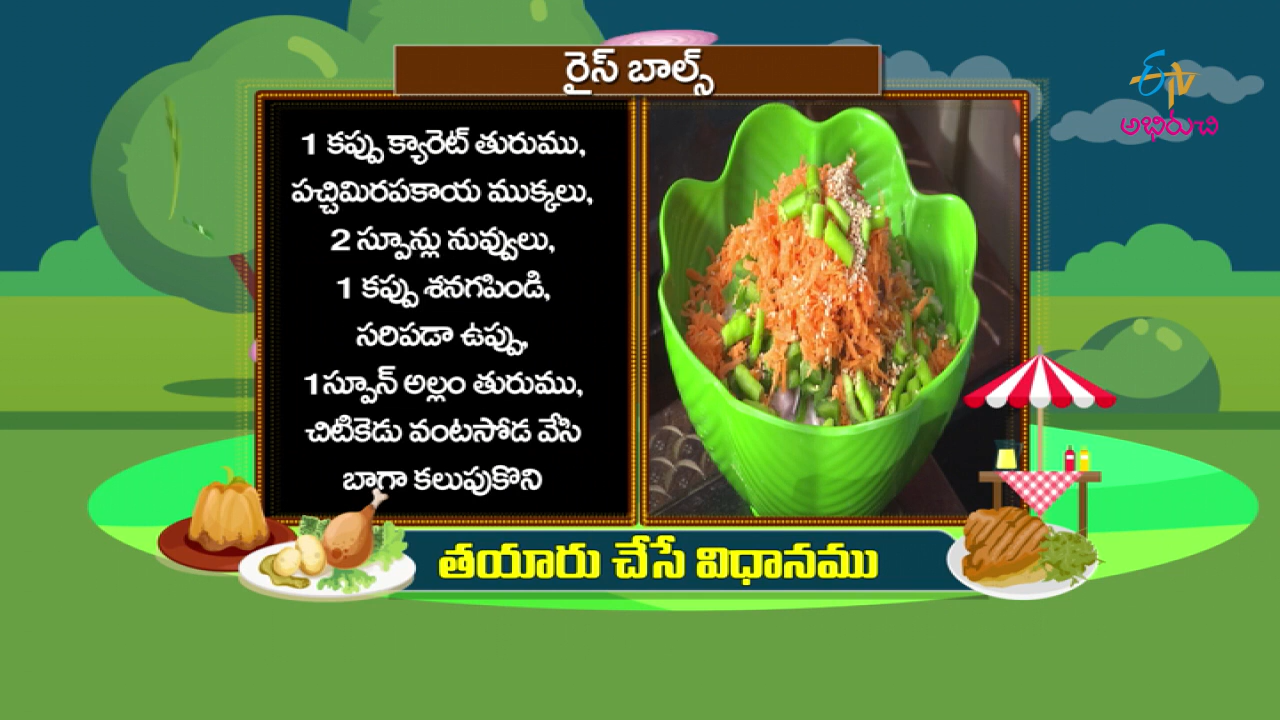 రైస్ బాల్స్
ETV
అభిరుచి
1 కప్పు క్యారెట్ తురుము,
పచ్చిమిరపకాయ ముక్కలు,
2 స్పూన్లు నువ్వులు,
1 కప్పు శనగపిండి,
సరిపడా ఉప్పు,
1స్పూన్ అల్లం తురుము,
చిటికెడు వంటసోడ వేసి
బాగా కలుపుకొని
తయారు చేసే విధానము